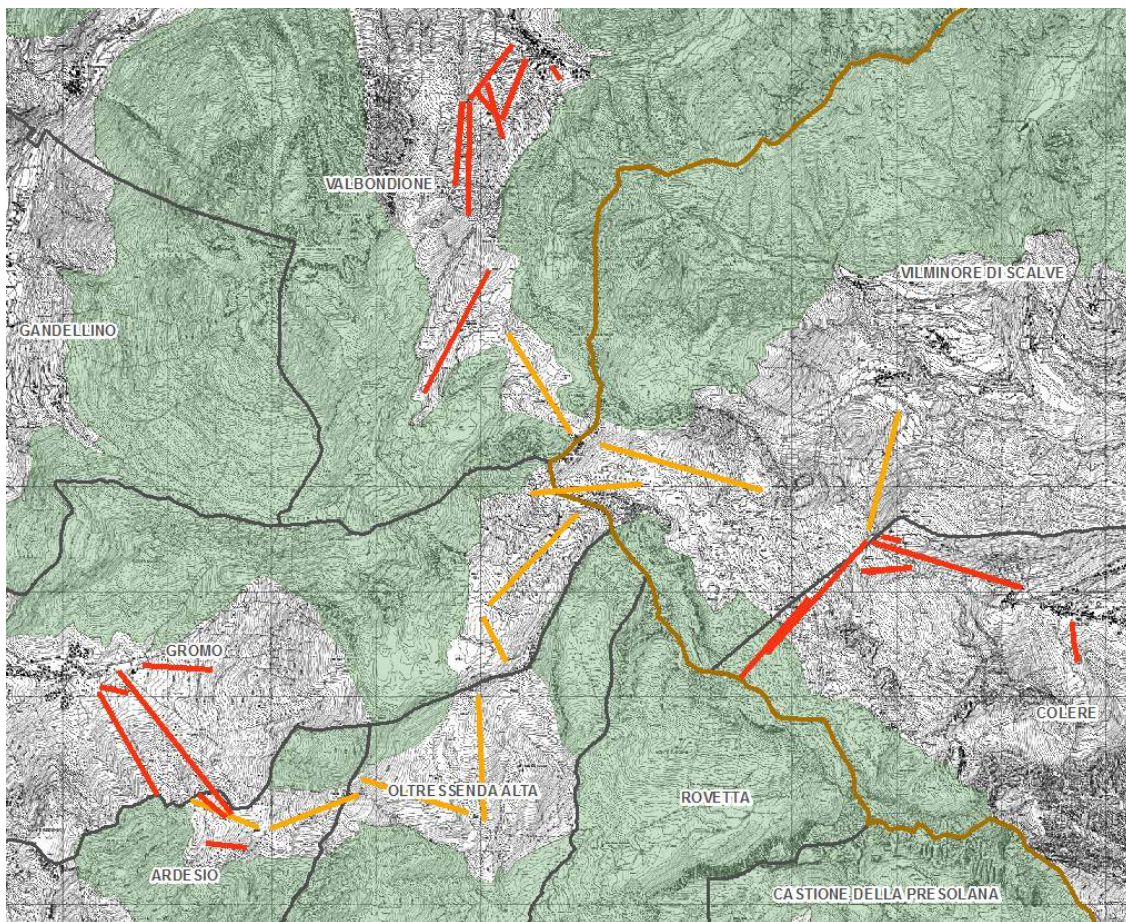 VALBONDIONE
VILMINORE DI SCALVE
GANDELLINO
GROMO
COLERE
OLTRESSENDA ALTA
ROVETTA
ARDESIO
CASTIONE DELLA PRESOLANA